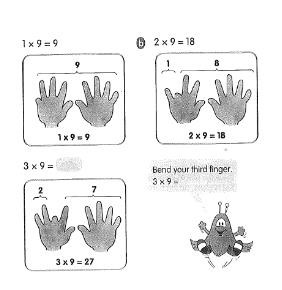 1 x 9 = 9
9
1 x 9 = 9
b 2 x 9 = 18
1 8
2 x 9 = 18
3 x 9 =
2 7
3 x 9 = 27
Bend your third finger.
3 x 9 =